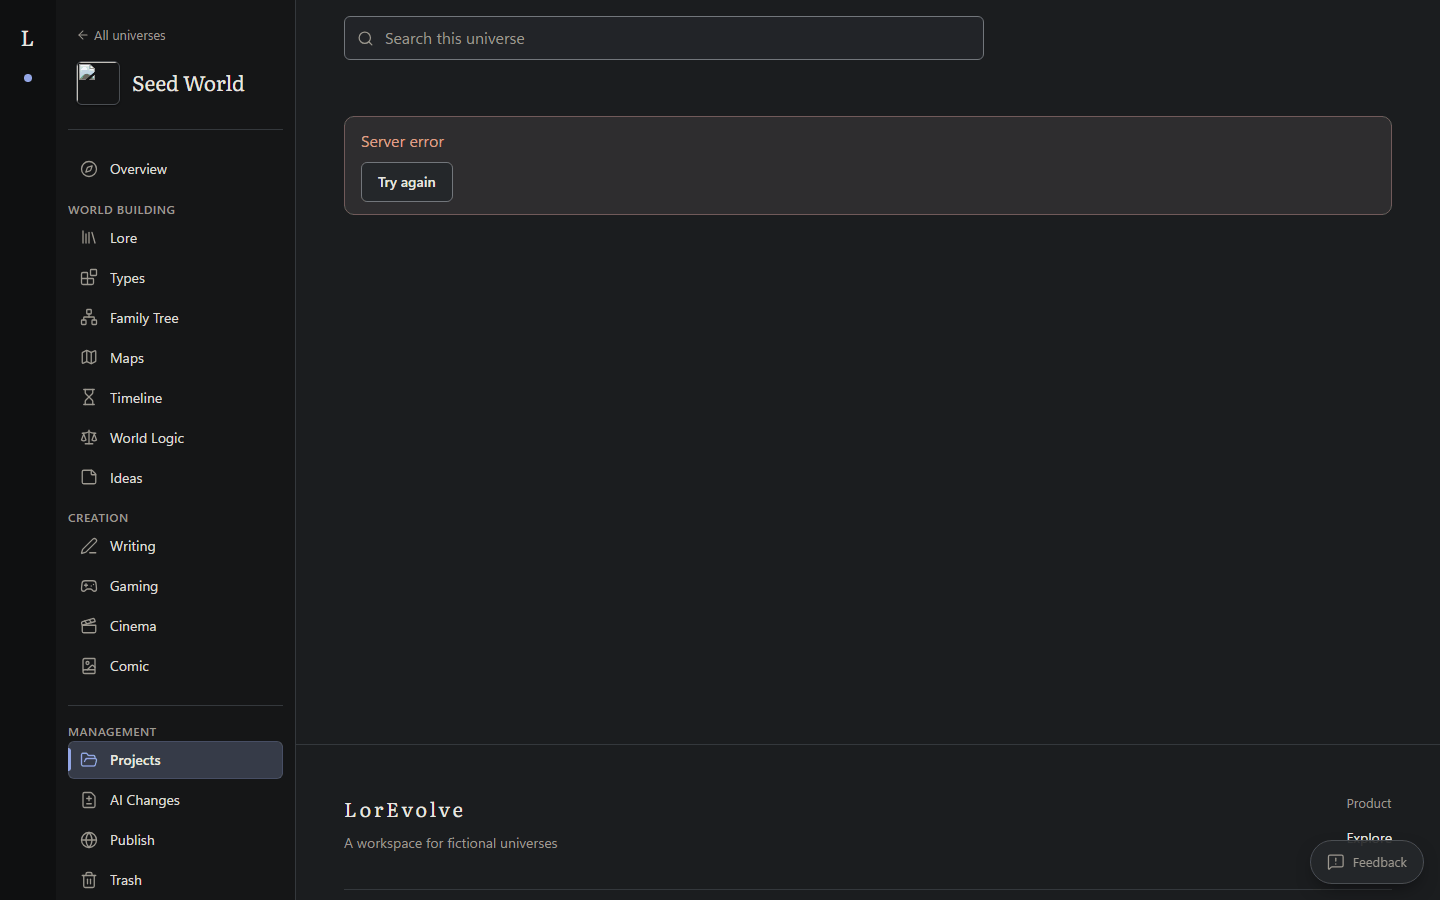 L
All universes
Seed World
Overview
WORLD BUILDING
Lore
Types
Family Tree
Maps
Timeline
World Logic
Ideas
CREATION
Writing
Gaming
Cinema
Comic
MANAGEMENT
Projects
AI Changes
Publish
Trash
Search this universe
Server error
Try again
LorEvolve
A workspace for fictional universes
Product
Explore
Feedback